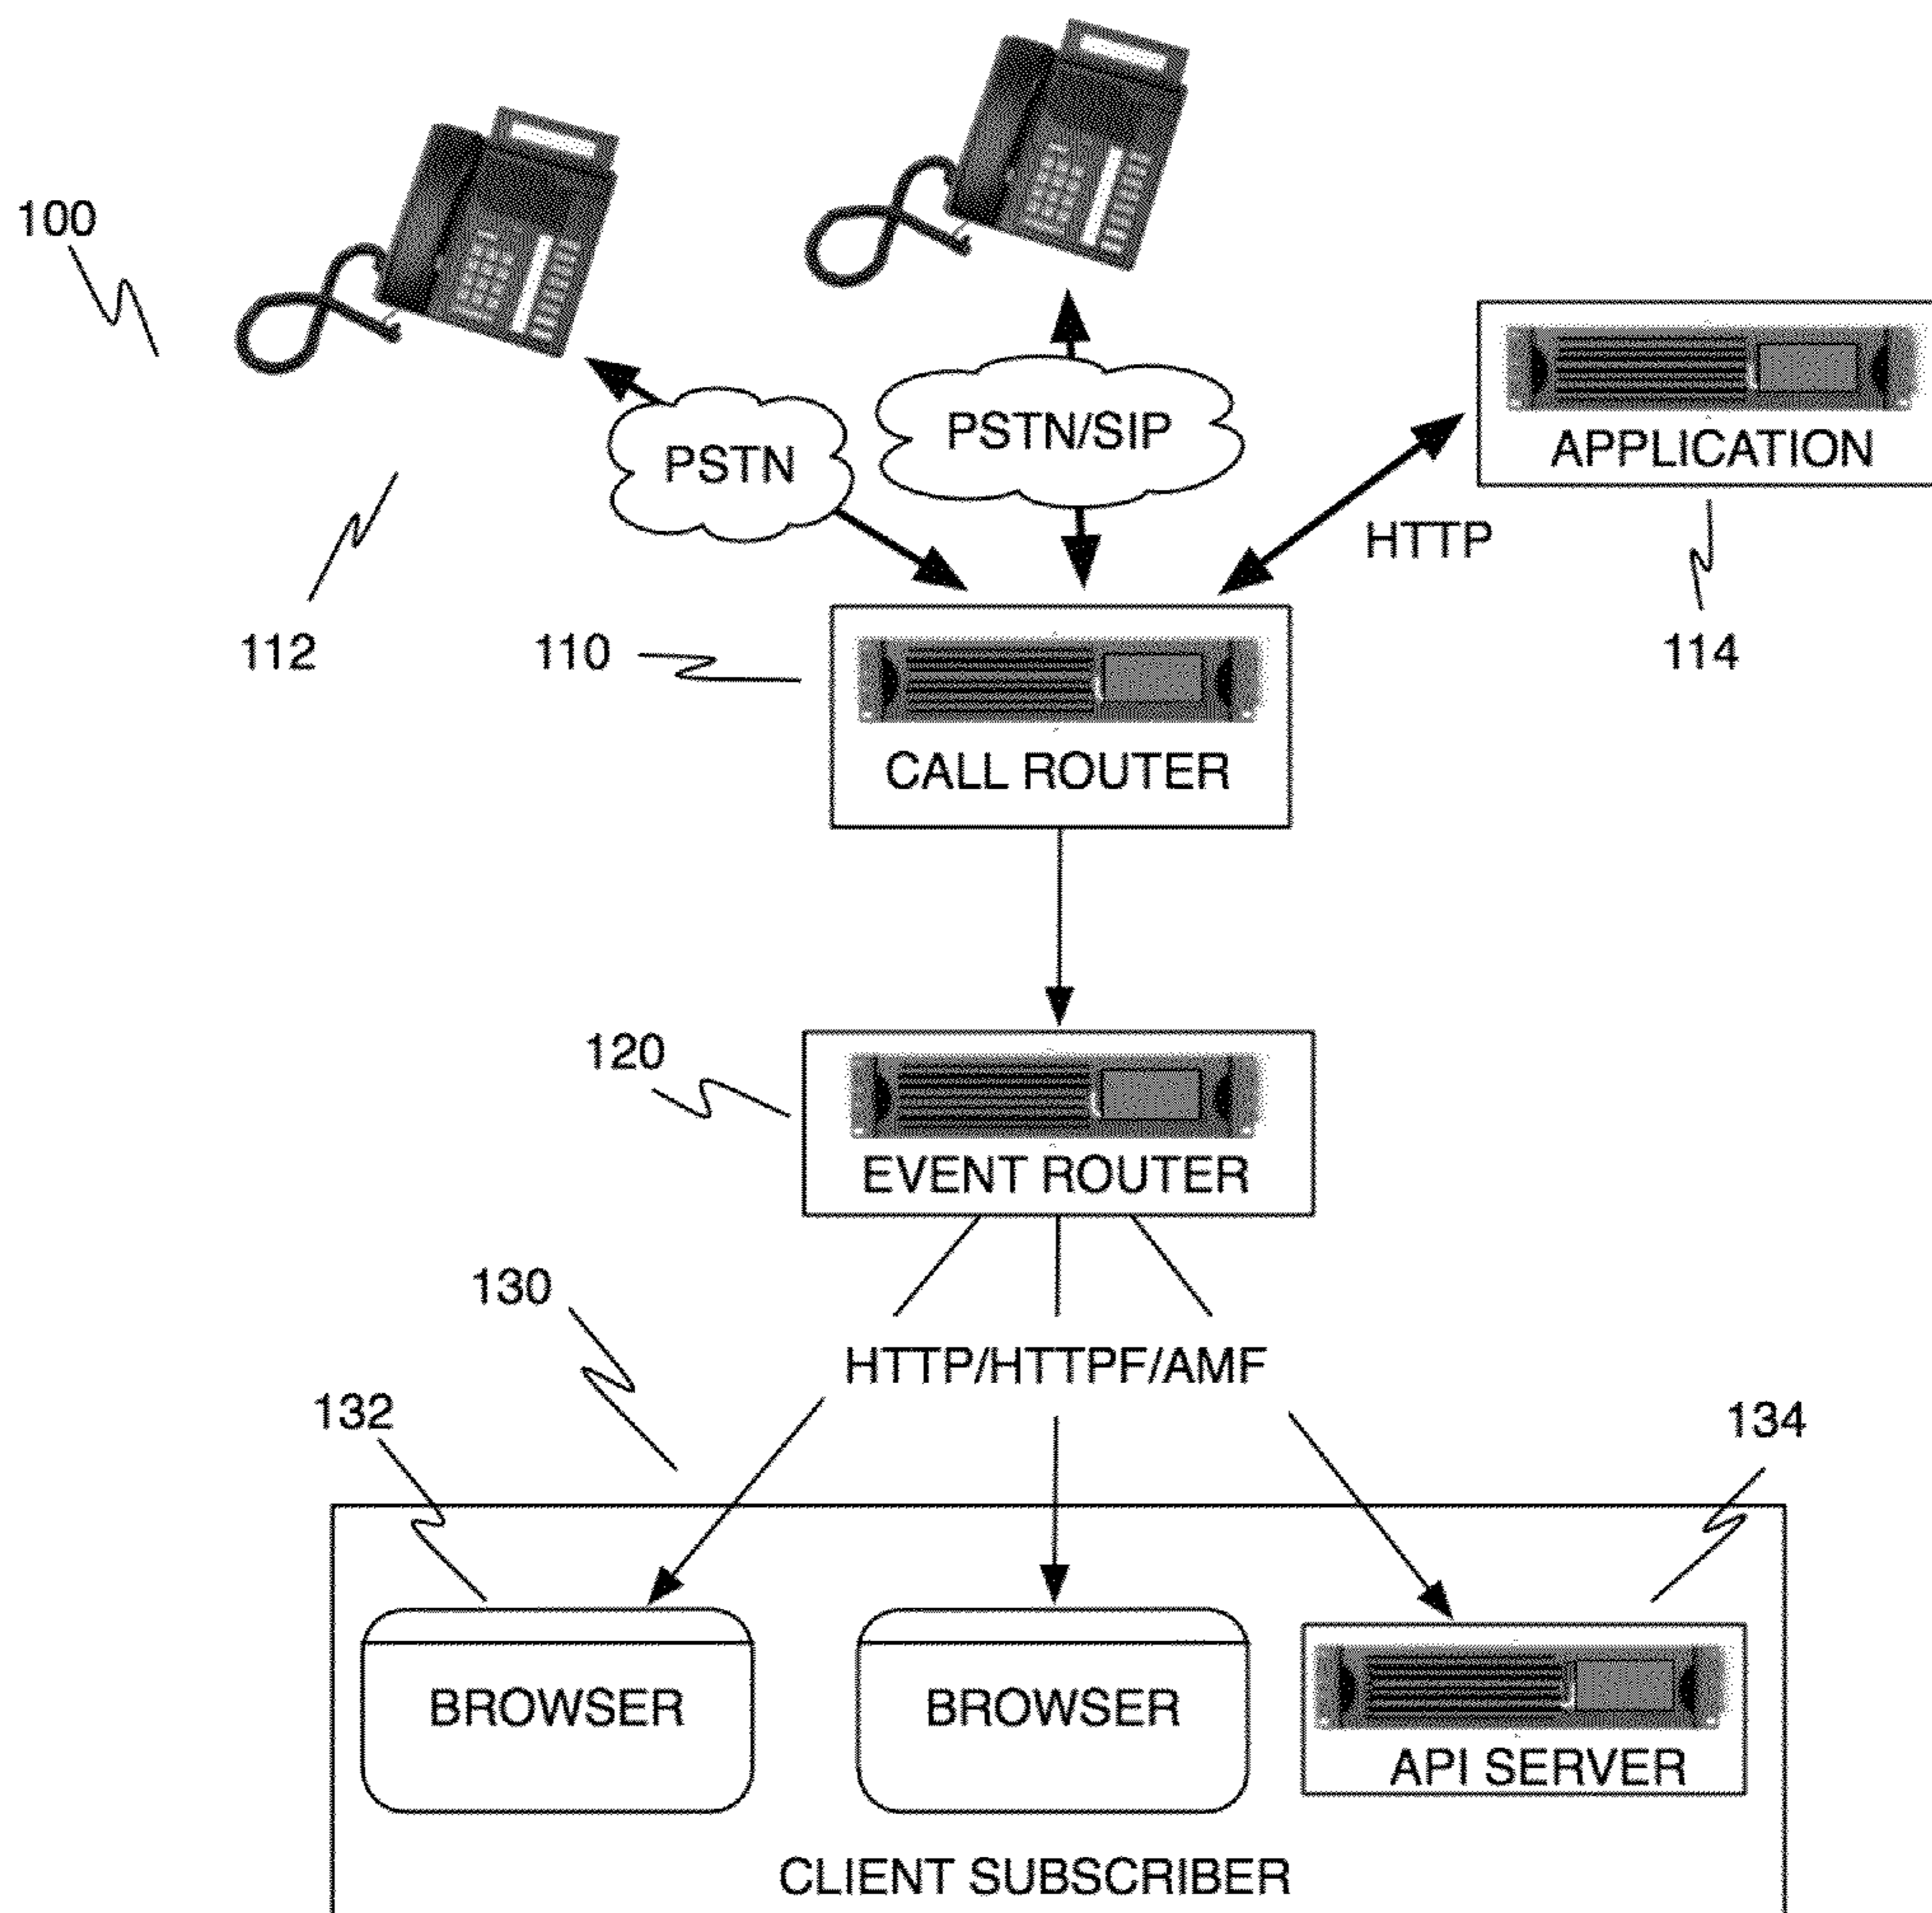 100
PSTN
PSTN/SIP
APPLICATION
HTTP
112
110
114
CALL ROUTER
120
EVENT ROUTER
130
HTTP/HTTPF/AMF
132
134
BROWSER
BROWSER
API SERVER
CLIENT SUBSCRIBER